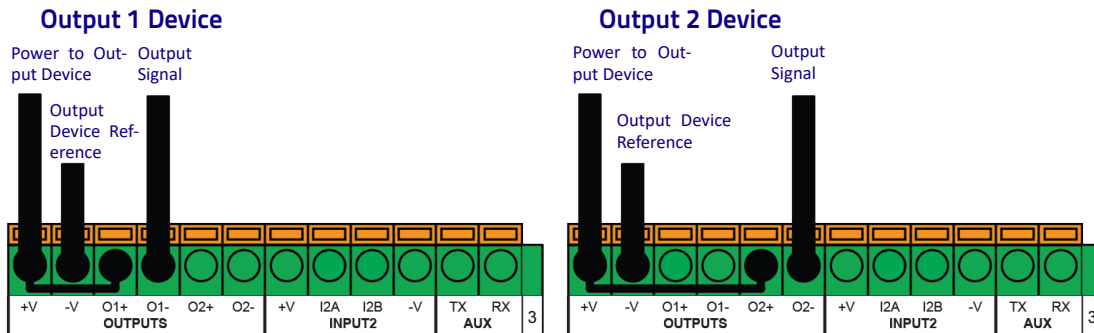 Output 1 Device
Power to Out-
put Device
Output
Signal
Output
Device Ref-
erence
+V -V O1+ O1- O2+ O2- +V I2A I2B -V TX RX
OUTPUTS INPUT2 AUX 3
Output 2 Device
Power to Out-
put Device
Output
Signal
Output Device
Reference
+V -V O1+ O1- O2+ O2- +V I2A I2B -V TX RX
OUTPUTS INPUT2 AUX 3